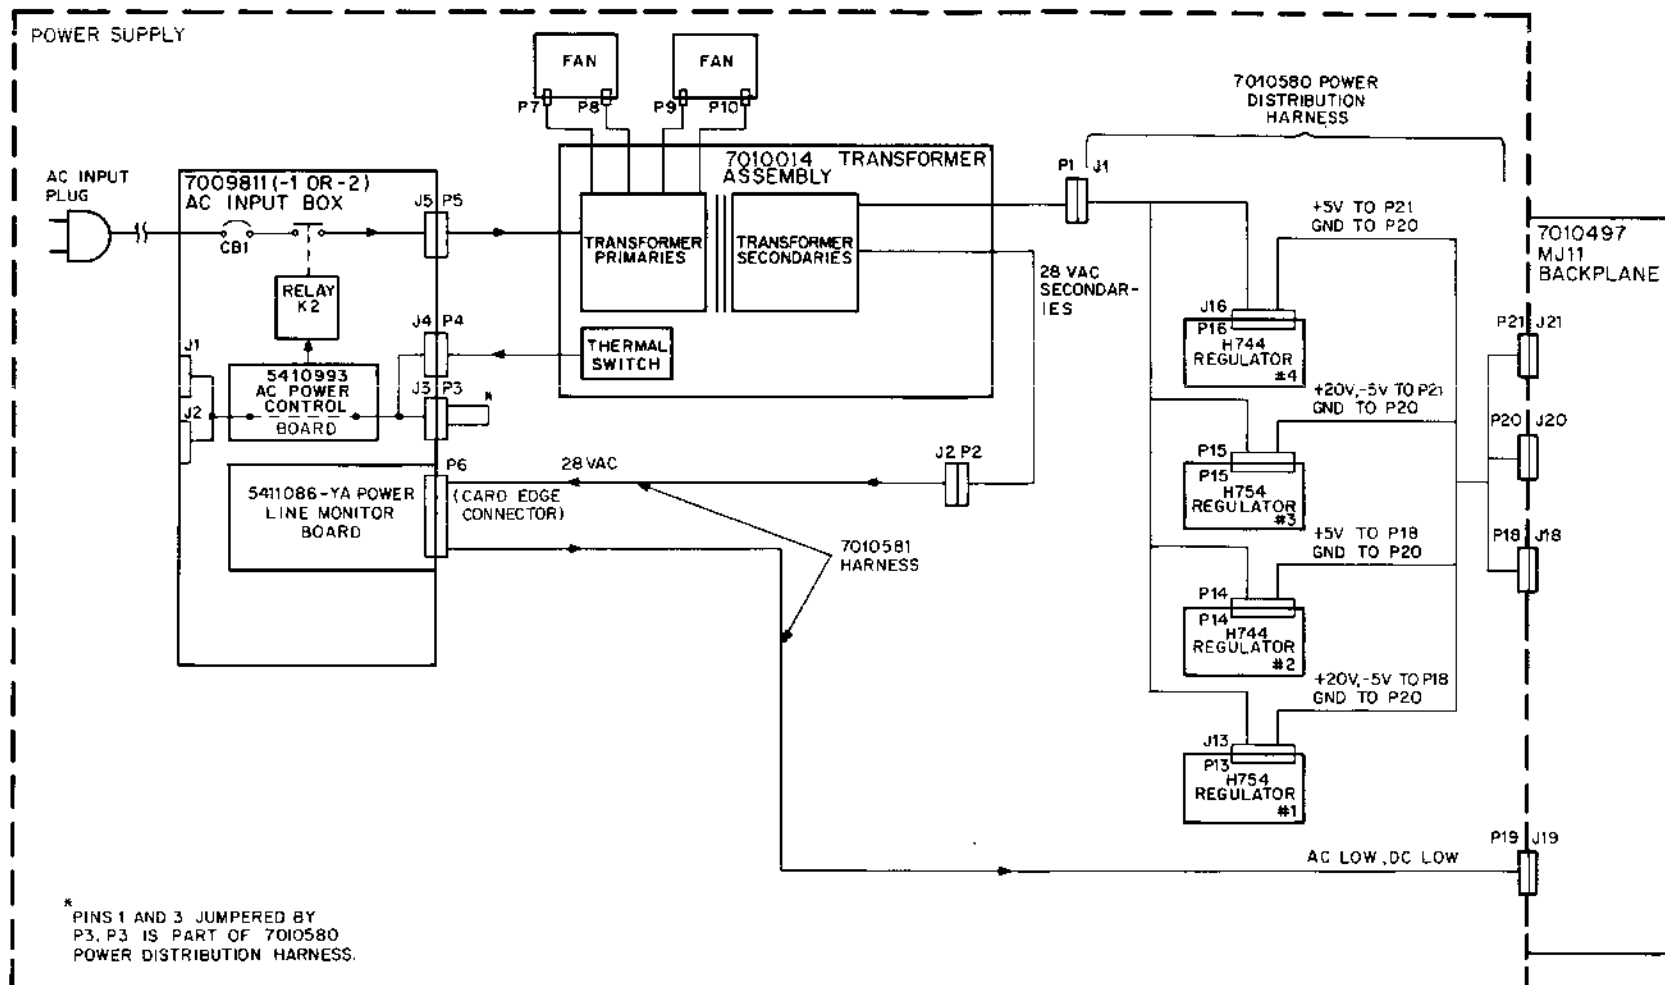 POWER SUPPLY
FAN
FAN
P7
P8
P9
P10
7010580 POWER
DISTRIBUTION
HARNESS
AC INPUT
PLUG
7009811 (-1 OR -2)
AC INPUT BOX
CB1
RELAY
K2
J5 P5
J4 P4
J3 P3
*
J1
J2
5410993
AC POWER
CONTROL
BOARD
5411086-YA POWER
LINE MONITOR
BOARD
P6
(CARD EDGE
CONNECTOR)
28 VAC
7010014 TRANSFORMER
ASSEMBLY
TRANSFORMER
PRIMARIES
TRANSFORMER
SECONDARIES
THERMAL
SWITCH
28 VAC
SECONDAR-
IES
J2 P2
7010581
HARNESS
P1 J1
+5V TO P21
GND TO P20
J16
P16
H744
REGULATOR
#4
+20V,-5V TO P21
GND TO P20
P15
P15
H754
REGULATOR
#3
+5V TO P18
GND TO P20
P14
P14
H744
REGULATOR
#2
+20V,-5V TO P18
GND TO P20
J13
P13
H754
REGULATOR
#1
7010497
MJ11
BACKPLANE
P21 J21
P20 J20
P18 J18
P19 J19
AC LOW, DC LOW
*
PINS 1 AND 3 JUMPERED BY
P3. P3 IS PART OF 7010580
POWER DISTRIBUTION HARNESS.